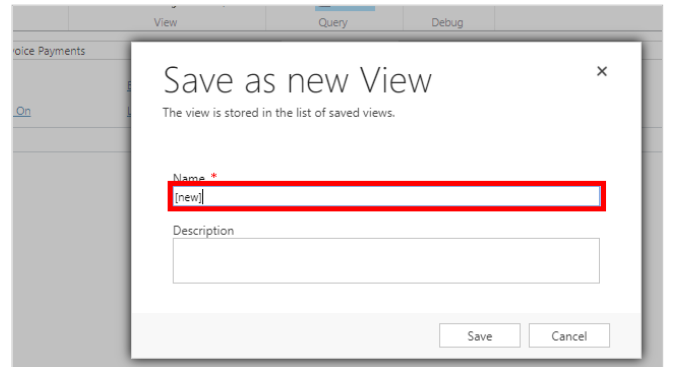 View Query Debug
oice Payments
Save as new View
The view is stored in the list of saved views.
On
Name *
[new]
Description
Save Cancel